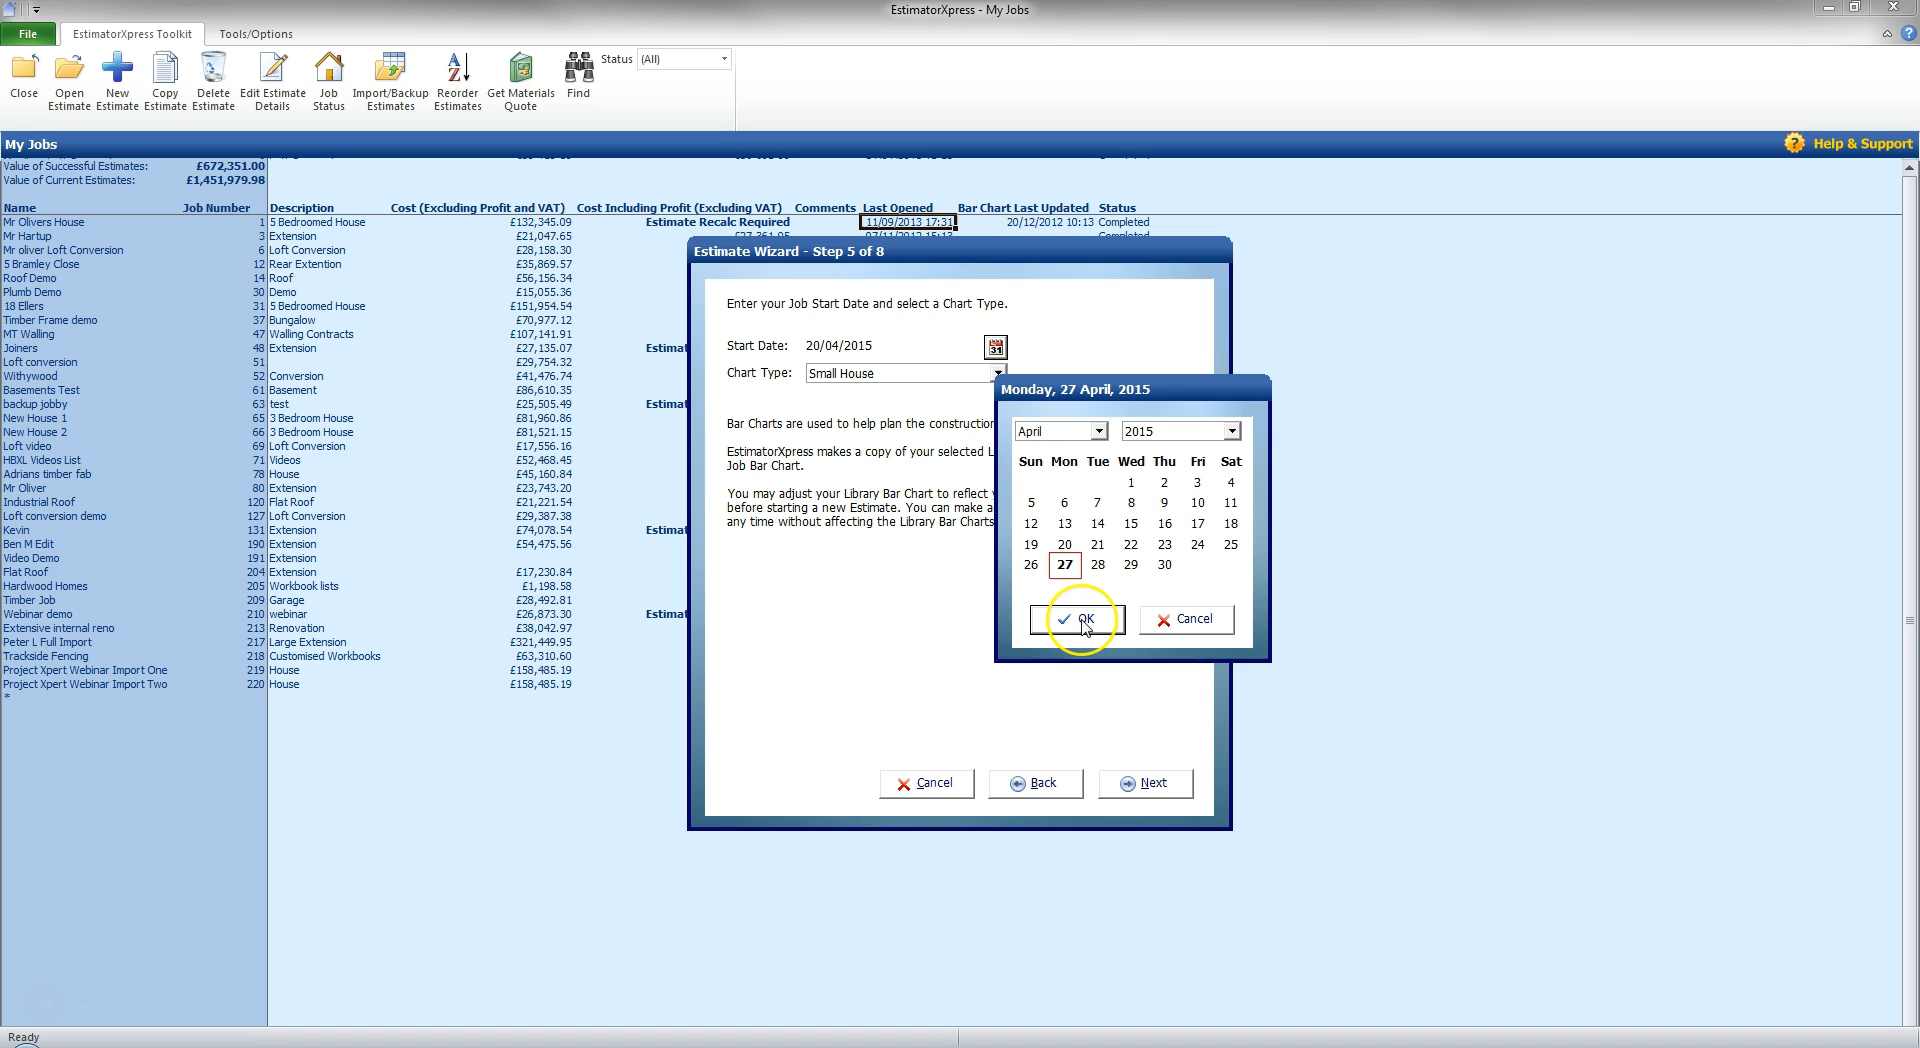 EstimatorXpress - My Jobs
File EstimatorXpress Toolkit Tools/Options
Close Open Estimate New Estimate Copy Estimate Delete Estimate Edit Estimate Details Job Status Import/Backup Estimates Reorder Estimates Get Materials Quote Find Status (All)
My Jobs Help & Support
Value of Successful Estimates: £672,351.00
Value of Current Estimates: £1,451,979.98
Name Job Number Description Cost (Excluding Profit and VAT) Cost Including Profit (Excluding VAT) Comments Last Opened Bar Chart Last Updated Status
Mr Olivers House 1 5 Bedroomed House £132,345.09 Estimate Recalc Required 11/09/2013 17:31 20/12/2012 10:13 Completed
Mr Hartup 3 Extension £21,047.65 £27,361.95 07/11/2012 15:13 Completed
Mr oliver Loft Conversion 6 Loft Conversion £28,158.30
5 Bramley Close 12 Rear Extention £35,869.57
Roof Demo 14 Roof £56,156.34
Plumb Demo 30 Demo £15,055.36
18 Ellers 31 5 Bedroomed House £151,954.54
Timber Frame demo 37 Bungalow £70,977.12
MT Walling 47 Walling Contracts £107,141.91
Joiners 48 Extension £27,135.07 Estimat
Loft conversion 51 £29,754.32
Withywood 52 Conversion £41,476.74
Basements Test 61 Basement £86,610.35
backup jobby 63 test £25,505.49 Estimat
New House 1 65 3 Bedroom House £81,960.86
New House 2 66 3 Bedroom House £81,521.15
Loft video 69 Loft Conversion £17,556.16
HBXL Videos List 71 Videos £52,468.45
Adrians timber fab 78 House £45,160.84
Mr Oliver 80 Extension £23,743.20
Industrial Roof 120 Flat Roof £21,221.54
Loft conversion demo 127 Loft Conversion £29,387.38
Kevin 131 Extension £74,078.54 Estimat
Ben M Edit 190 Extension £54,475.56
Video Demo 191 Extension
Flat Roof 204 Extension £17,230.84
Hardwood Homes 205 Workbook lists £1,198.58
Timber Job 209 Garage £28,492.81
Webinar demo 210 webinar £26,873.30 Estimat
Extensive internal reno 213 Renovation £38,042.97
Peter L Full Import 217 Large Extension £321,449.95
Trackside Fencing 218 Customised Workbooks £63,310.60
Project Xpert Webinar Import One 219 House £158,485.19
Project Xpert Webinar Import Two 220 House £158,485.19
*
Estimate Wizard - Step 5 of 8
Enter your Job Start Date and select a Chart Type.
Start Date: 20/04/2015 31
Chart Type: Small House
Bar Charts are used to help plan the construction
EstimatorXpress makes a copy of your selected L
Job Bar Chart.
You may adjust your Library Bar Chart to reflect
before starting a new Estimate. You can make a
any time without affecting the Library Bar Charts
Cancel Back Next
Monday, 27 April, 2015
April 2015
Sun Mon Tue Wed Thu Fri Sat
1 2 3 4
5 6 7 8 9 10 11
12 13 14 15 16 17 18
19 20 21 22 23 24 25
26 27 28 29 30
OK Cancel
Ready